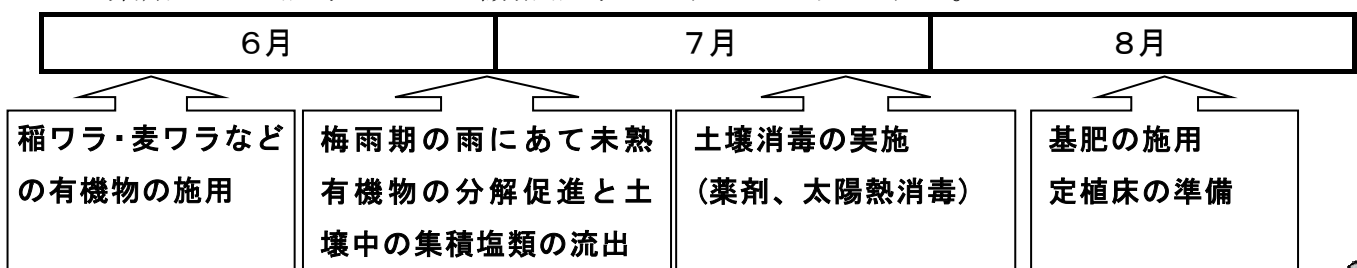 ６月 ７月 ８月
稲ワラ・麦ワラなど
の有機物の施用
梅雨期の雨にあて未熟
有機物の分解促進と土
壌中の集積塩類の流出
土壌消毒の実施
(薬剤、太陽熱消毒)
基肥の施用
定植床の準備